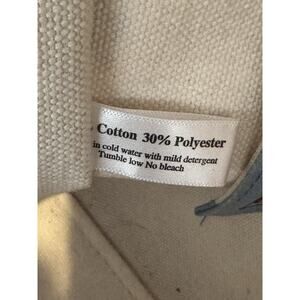 Cotton 30% Polyester
in cold water with mild detergent
Tumble low No bleach